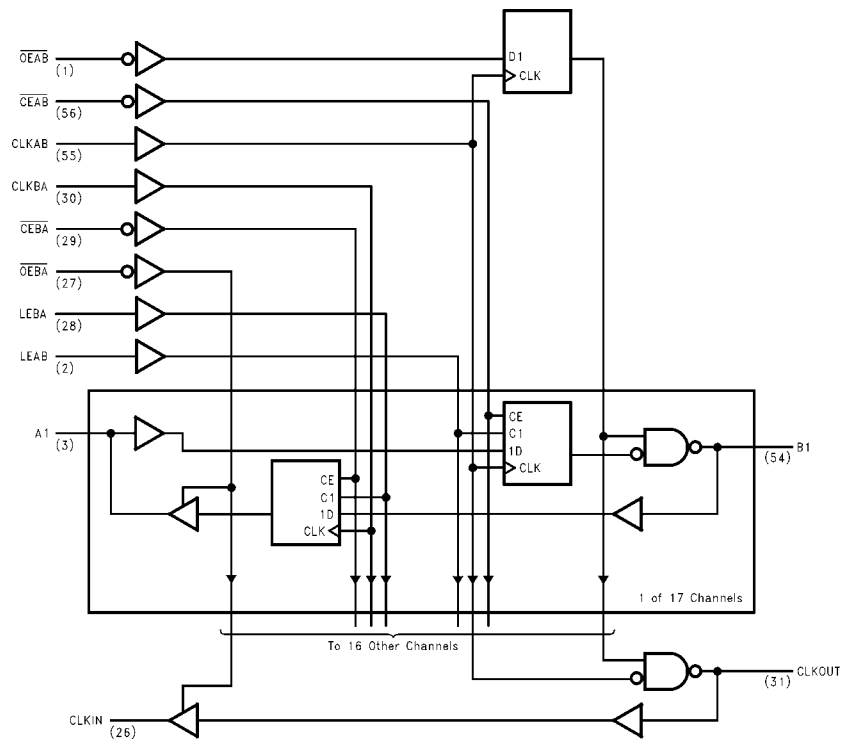 OEAB
(1)
D1
CLK
CEAB
(56)
CLKAB
(55)
CLKBA
(30)
CEBA
(29)
OEBA
(27)
LEBA
(28)
LEAB
(2)
A1
(3)
CE
C1
1D
CLK
B1
(54)
CE
C1
1D
CLK
1 of 17 Channels
To 16 Other Channels
CLKOUT
(31)
CLKIN
(26)